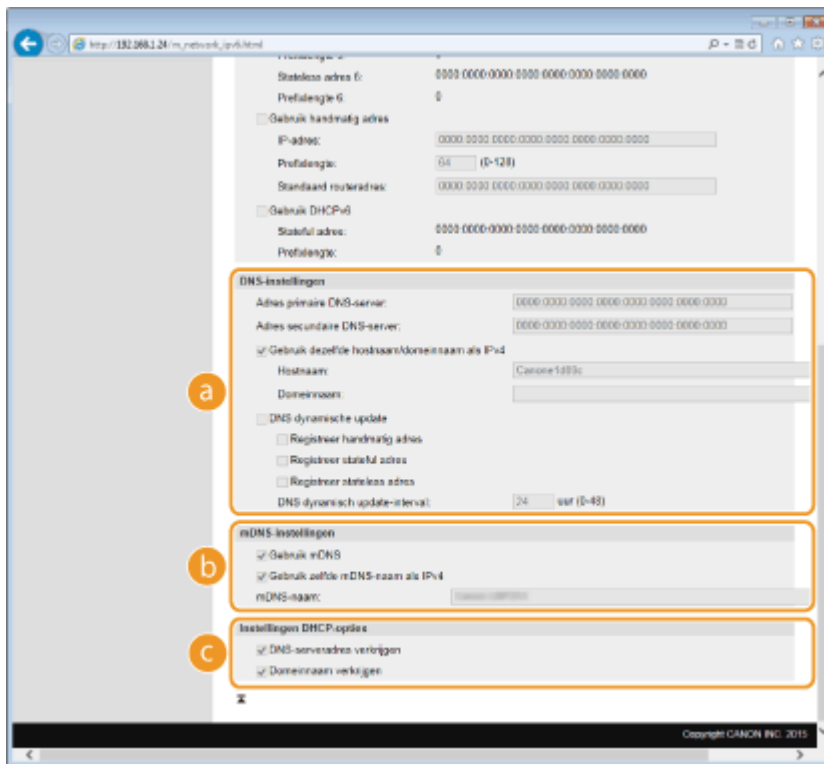 http://192.168.1.24/m_network_ipv6.html
Stateless adres 6: 0000:0000:0000:0000:0000:0000:0000:0000
Prefixlengte 6: 0
Gebruik handmatig adres
IP-adres: 0000:0000:0000:0000:0000:0000:0000:0000
Prefixlengte: 64 (0-128)
Standaard routeradres: 0000:0000:0000:0000:0000:0000:0000:0000
Gebruik DHCPv6
Stateful adres: 0000:0000:0000:0000:0000:0000:0000:0000
Prefixlengte: 0
DNS-instellingen
Adres primaire DNS-server: 0000:0000:0000:0000:0000:0000:0000:0000
Adres secundaire DNS-server: 0000:0000:0000:0000:0000:0000:0000:0000
Gebruik dezelfde hostnaam/domeinnaam als IPv4
a
Hostnaam: Canone1d89c
Domeinnaam:
DNS dynamische update
Registreer handmatig adres
Registreer stateful adres
Registreer stateless adres
DNS dynamisch update-interval: 24 uur (0-48)
mDNS-instellingen
Gebruik mDNS
b
Gebruik zelfde mDNS-naam als IPv4
mDNS-naam:
Instellingen DHCP-opties
c
DNS-serveradres verkrijgen
Domeinnaam verkrijgen
Copyright CANON INC. 2015